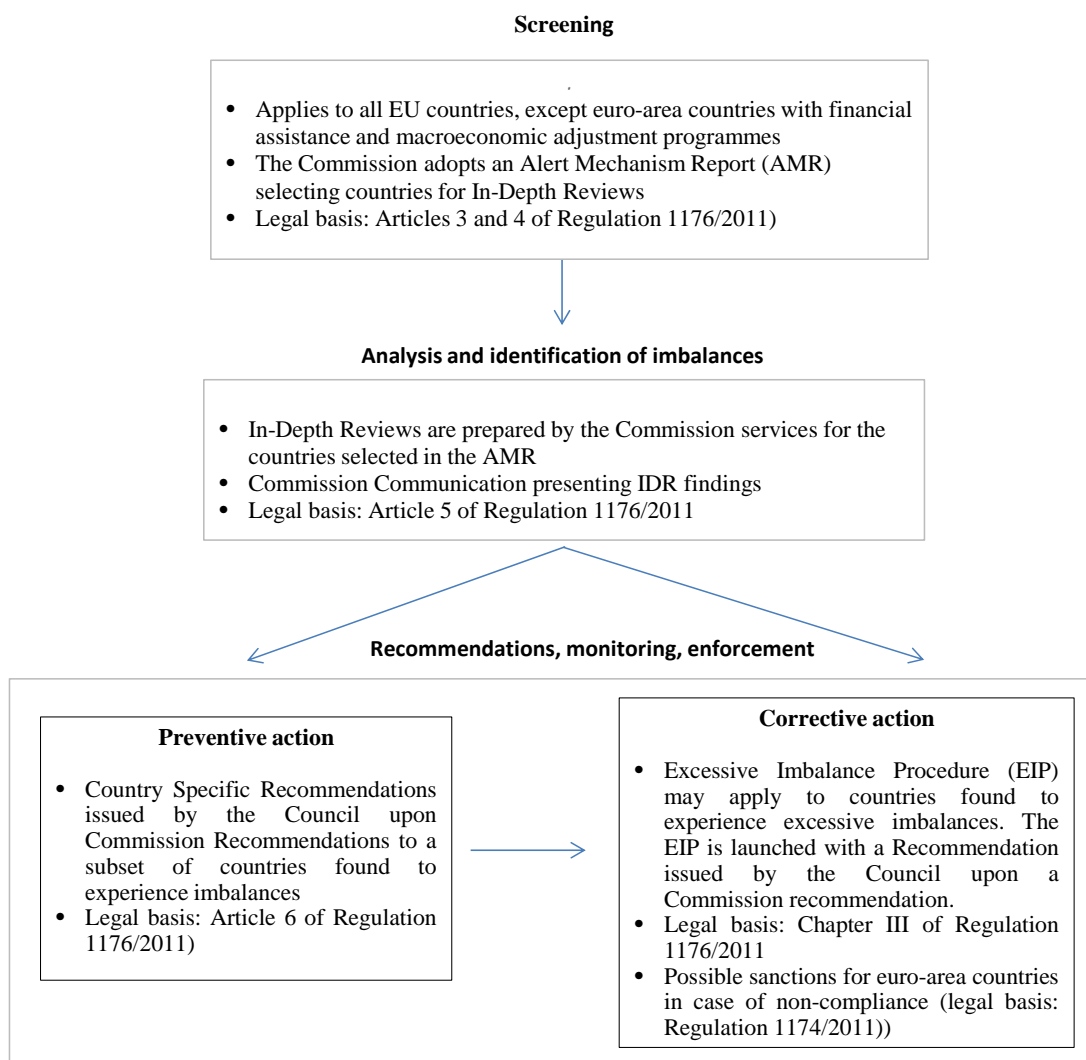 Screening
• Applies to all EU countries, except euro-area countries with financial
assistance and macroeconomic adjustment programmes
• The Commission adopts an Alert Mechanism Report (AMR)
selecting countries for In-Depth Reviews
• Legal basis: Articles 3 and 4 of Regulation 1176/2011)
Analysis and identification of imbalances
• In-Depth Reviews are prepared by the Commission services for the
countries selected in the AMR
• Commission Communication presenting IDR findings
• Legal basis: Article 5 of Regulation 1176/2011
Recommendations, monitoring, enforcement
Preventive action
• Country Specific Recommendations
issued by the Council upon
Commission Recommendations to a
subset of countries found to
experience imbalances
• Legal basis: Article 6 of Regulation
1176/2011)
Corrective action
• Excessive Imbalance Procedure (EIP)
may apply to countries found to
experience excessive imbalances. The
EIP is launched with a Recommendation
issued by the Council upon a
Commission recommendation.
• Legal basis: Chapter III of Regulation
1176/2011
• Possible sanctions for euro-area countries
in case of non-compliance (legal basis:
Regulation 1174/2011))